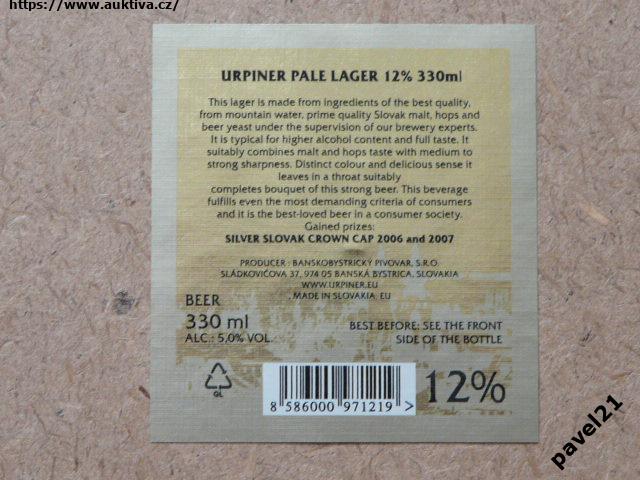 https://www.auktiva.cz/
URPINER PALE LAGER 12% 330ml
This lager is made from ingredients of the best quality,
from mountain water, prime quality Slovak malt, hops and
beer yeast under the supervision of our brewery experts.
It is typical for higher alcohol content and full taste. It
suitably combines malt and hops taste with medium to
strong sharpness. Distinct colour and delicious sense it
leaves in a throat suitably
completes bouquet of this strong beer. This beverage
fulfills even the most demanding criteria of consumers
and it is the best-loved beer in a consumer society.
Gained prizes:
SILVER SLOVAK CROWN CAP 2006 and 2007
PRODUCER : BANSKOBYSTRICKÝ PIVOVAR, S.R.O.
SLÁDKOVIČOVA 37, 974 05 BANSKÁ BYSTRICA, SLOVAKIA
WWW.URPINER.EU
MADE IN SLOVAKIA, EU
BEER
330 ml
ALC.: 5,0% VOL.
BEST BEFORE: SEE THE FRONT
SIDE OF THE BOTTLE
GL
8 586000 971219 >
12%
pavel21